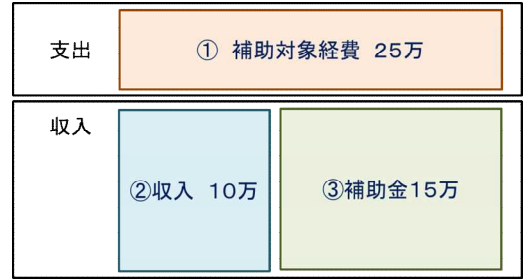 支出
① 補助対象経費 25万
収入
②収入 10万
③補助金15万